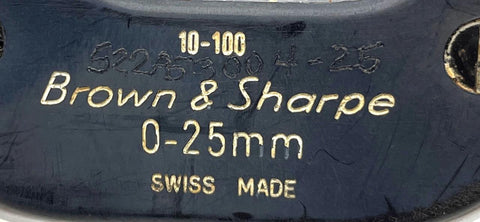 10-100
Brown & Sharpe
0-25mm
SWISS MADE